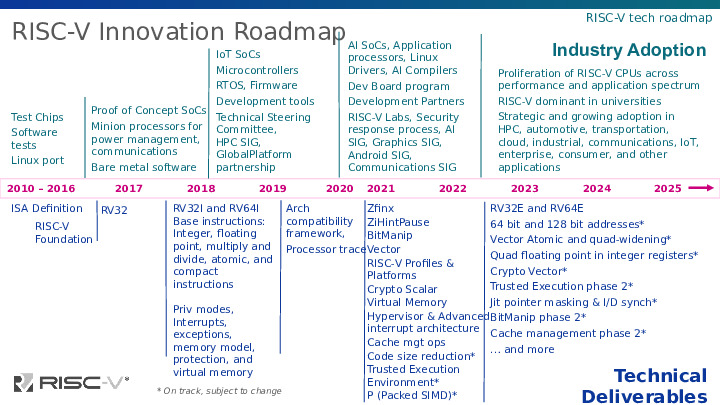 RISC-V tech roadmap
RISC-V Innovation Roadmap
Industry Adoption
Test Chips
Software
tests
Linux port
Proof of Concept SoCs
Minion processors for
power management,
communications
Bare metal software
IoT SoCs
Microcontrollers
RTOS, Firmware
Development tools
Technical Steering
Committee,
HPC SIG,
GlobalPlatform
partnership
AI SoCs, Application
processors, Linux
Drivers, AI Compilers
Dev Board program
Development Partners
RISC-V Labs, Security
response process, AI
SIG, Graphics SIG,
Android SIG,
Communications SIG
Proliferation of RISC-V CPUs across
performance and application spectrum
RISC-V dominant in universities
Strategic and growing adoption in
HPC, automotive, transportation,
cloud, industrial, communications, IoT,
enterprise, consumer, and other
applications
2010 – 2016 2017 2018 2019 2020 2021 2022 2023 2024 2025
ISA Definition
RISC-V
Foundation
RV32
RV32I and RV64I
Base instructions:
Integer, floating
point, multiply and
divide, atomic, and
compact
instructions
Priv modes,
Interrupts,
exceptions,
memory model,
protection, and
virtual memory
Arch
compatibility
framework,
Processor trace
Zfinx
ZiHintPause
BitManip
Vector
RISC-V Profiles &
Platforms
Crypto Scalar
Virtual Memory
Hypervisor & Advanced
interrupt architecture
Cache mgt ops
Code size reduction*
Trusted Execution
Environment*
P (Packed SIMD)*
RV32E and RV64E
64 bit and 128 bit addresses*
Vector Atomic and quad-widening*
Quad floating point in integer registers*
Crypto Vector*
Trusted Execution phase 2*
Jit pointer masking & I/D synch*
BitManip phase 2*
Cache management phase 2*
... and more
RISC-V®
* On track, subject to change
Technical
Deliverables